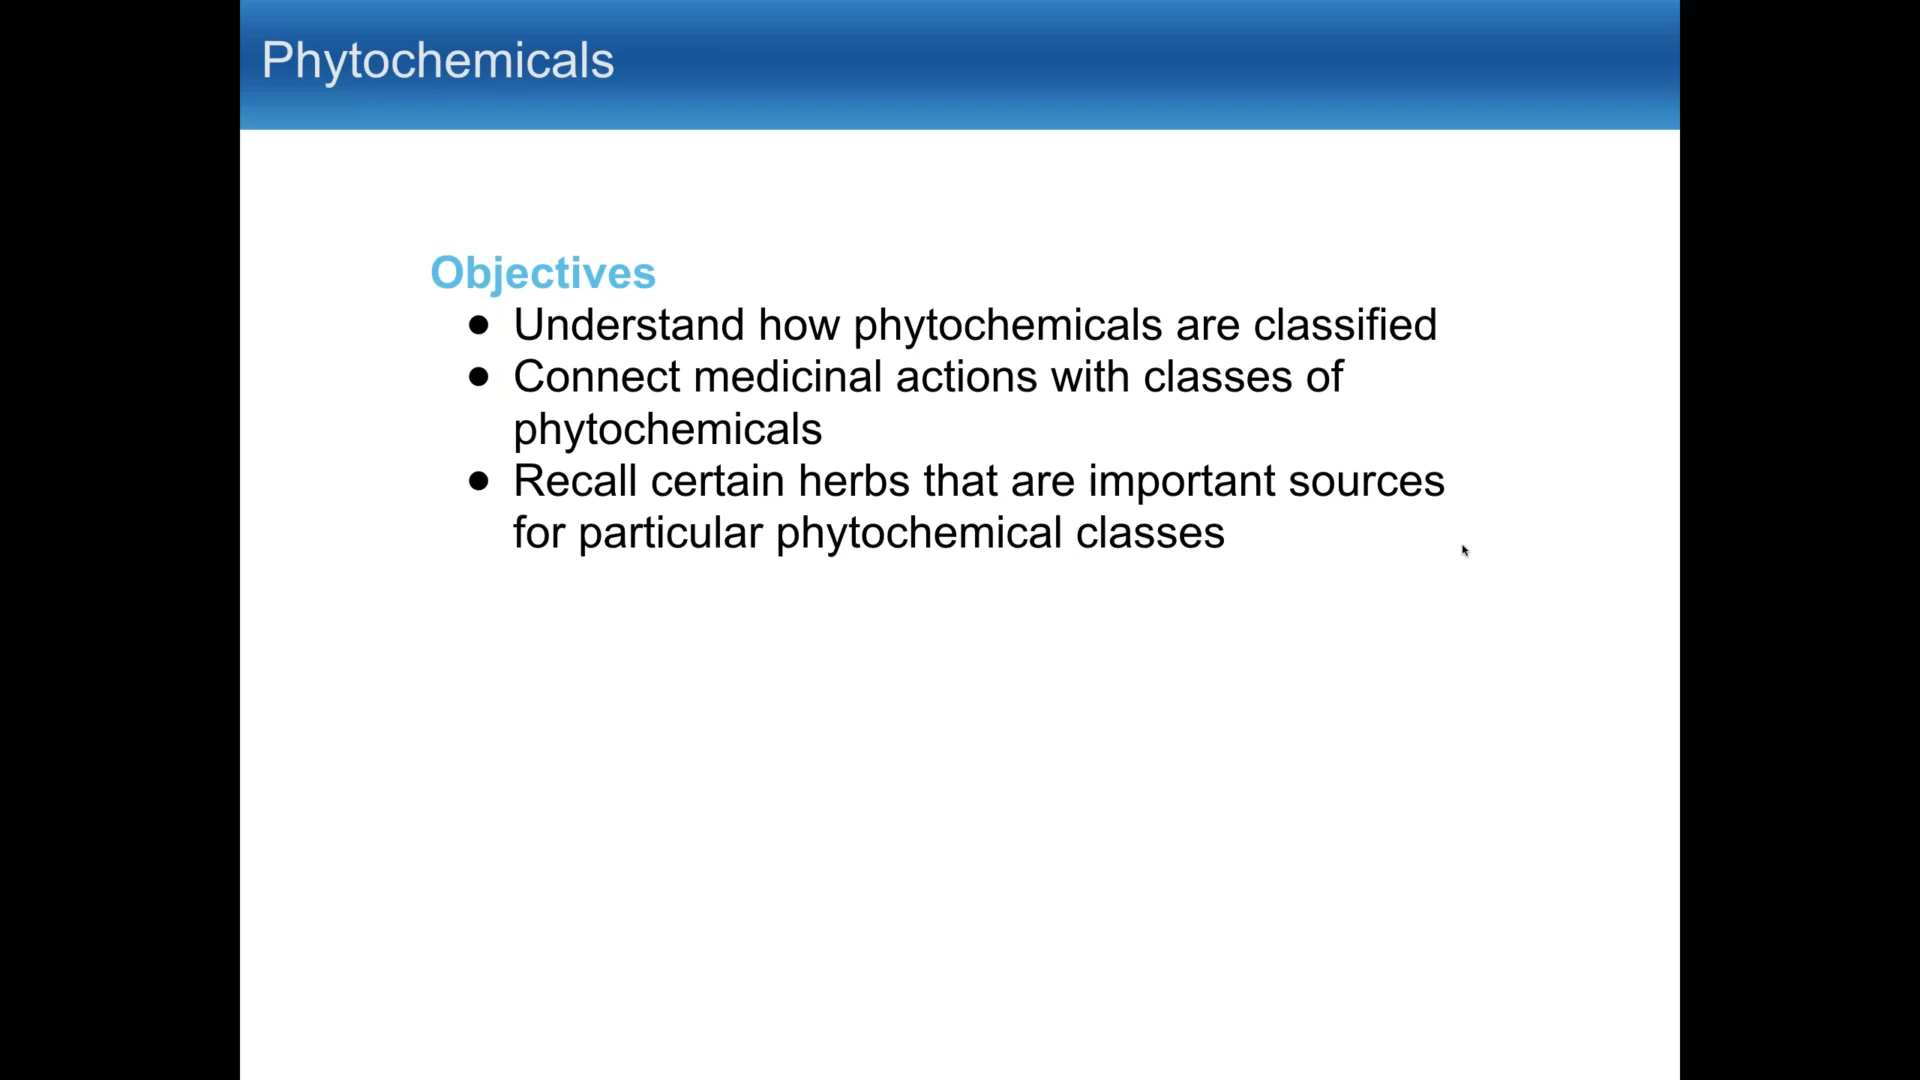 Phytochemicals
Objectives
● Understand how phytochemicals are classified
● Connect medicinal actions with classes of
phytochemicals
● Recall certain herbs that are important sources
for particular phytochemical classes